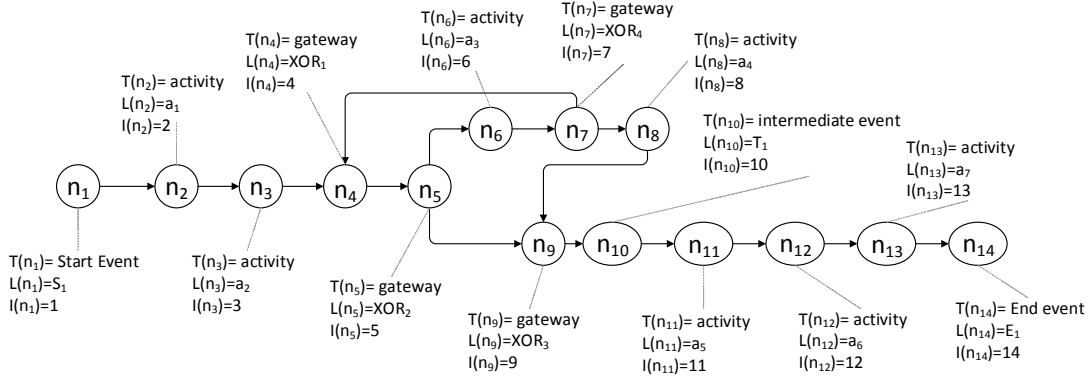 T(n₆)= activity
L(n₆)=a₃
I(n₆)=6
T(n₇)= gateway
L(n₇)=XOR₄
I(n₇)=7
T(n₄)= gateway
L(n₄)=XOR₁
I(n₄)=4
T(n₈)= activity
L(n₈)=a₄
I(n₈)=8
T(n₂)= activity
L(n₂)=a₁
I(n₂)=2
T(n₁₀)= intermediate event
L(n₁₀)=T₁
I(n₁₀)=10
T(n₁₃)= activity
L(n₁₃)=a₇
I(n₁₃)=13
n₆
n₇
n₈
n₁
n₂
n₃
n₄
n₅
n₉
n₁₀
n₁₁
n₁₂
n₁₃
n₁₄
T(n₁)= Start Event
L(n₁)=S₁
I(n₁)=1
T(n₃)= activity
L(n₃)=a₂
I(n₃)=3
T(n₅)= gateway
L(n₅)=XOR₂
I(n₅)=5
T(n₉)= gateway
L(n₉)=XOR₃
I(n₉)=9
T(n₁₁)= activity
L(n₁₁)=a₅
I(n₁₁)=11
T(n₁₂)= activity
L(n₁₂)=a₆
I(n₁₂)=12
T(n₁₄)= End event
L(n₁₄)=E₁
I(n₁₄)=14